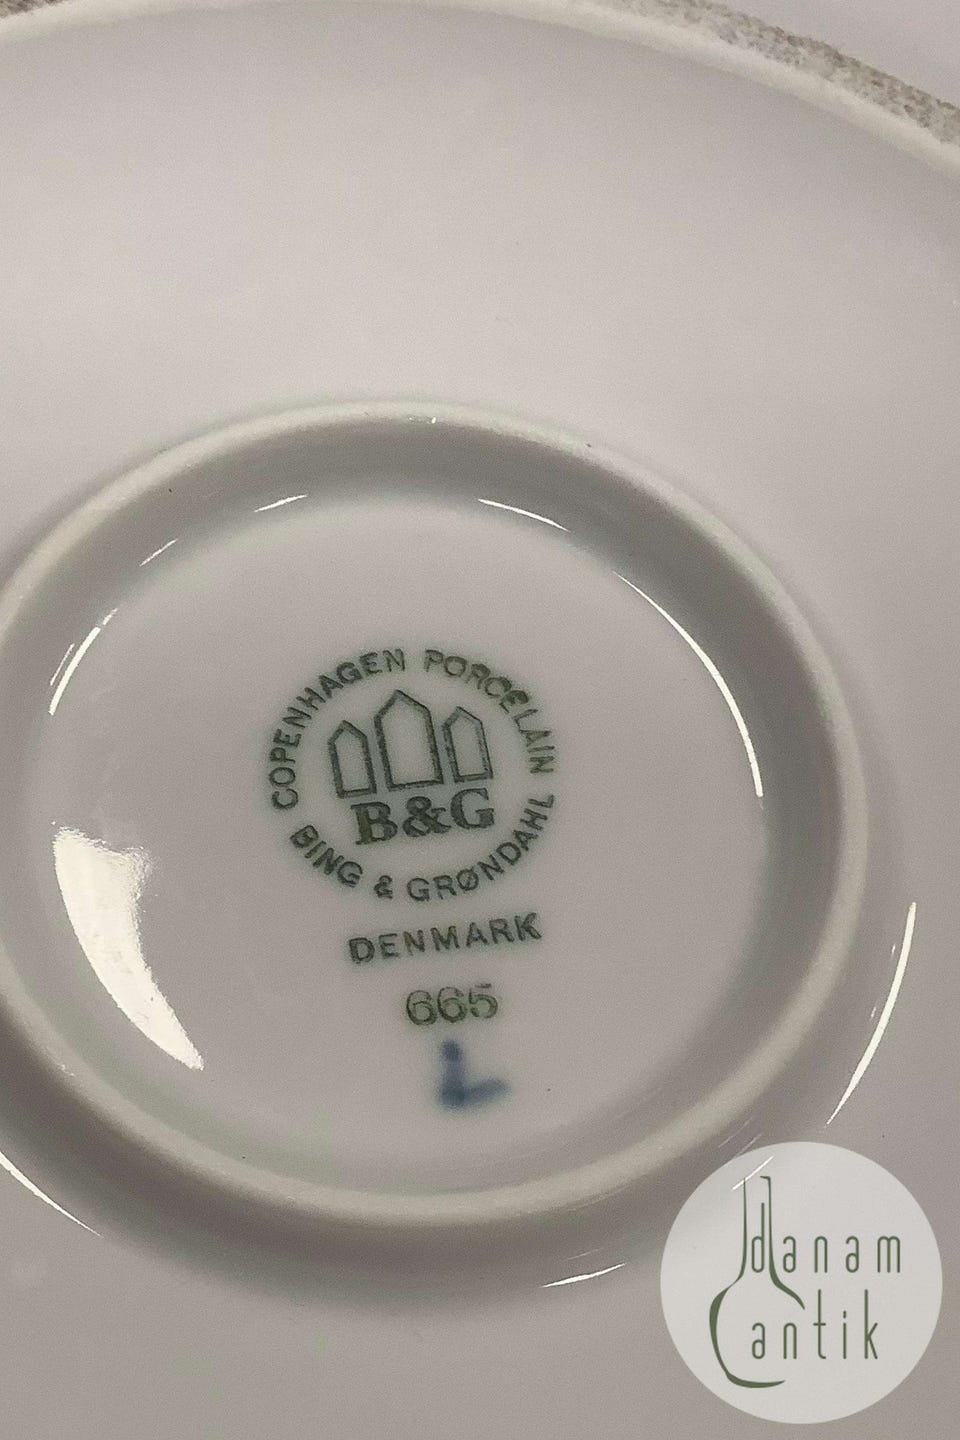 COPENHAGEN PORCELAIN
B&G
BING & GRØNDAHL
DENMARK
665
L
danam
antik